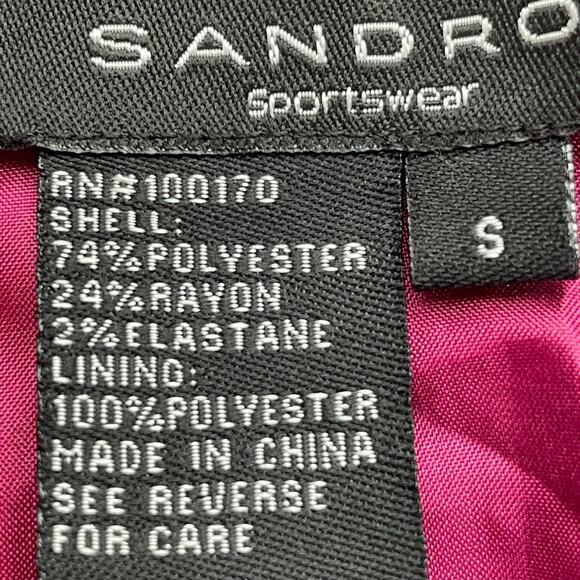 SANDRO
Sportswear
S
RN#100170
SHELL:
74%POLYESTER
24%RAYON
2%ELASTANE
LINING:
100%POLYESTER
MADE IN CHINA
SEE REVERSE
FOR CARE